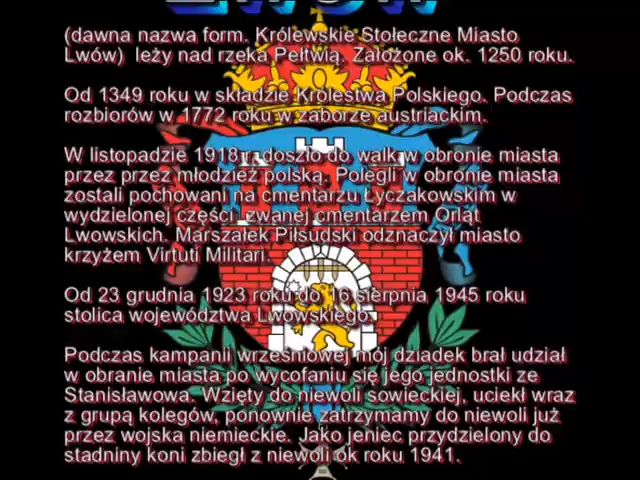 LWÓW
(dawna nazwa form. Królewskie Stołeczne Miasto
Lwów) leży nad rzeka Pełtwią. Założone ok. 1250 roku.
Od 1349 roku w składzie Królestwa Polskiego. Podczas
rozbiorów w 1772 roku w zaborze austriackim.
W listopadzie 1918 r. doszło do walk w obronie miasta
przez przez młodzież polską. Polegli w obronie miasta
zostali pochowani na cmentarzu Łyczakowskim w
wydzielonej części zwanej cmentarzem Orląt
Lwowskich. Marszałek Piłsudski odznaczył miasto
krzyżem Virtuti Militari.
Od 23 grudnia 1923 roku do 16 sierpnia 1945 roku
stolica województwa Lwowskiego.
Podczas kampanii wrześniowej mój dziadek brał udział
w obranie miasta po wycofaniu się jego jednostki ze
Stanisławowa. Wzięty do niewoli sowieckiej, uciekł wraz
z grupą kolegów, ponownie zatrzymamy do niewoli już
przez wojska niemieckie. Jako jeniec przydzielony do
stadniny koni zbiegł z niewoli ok roku 1941.